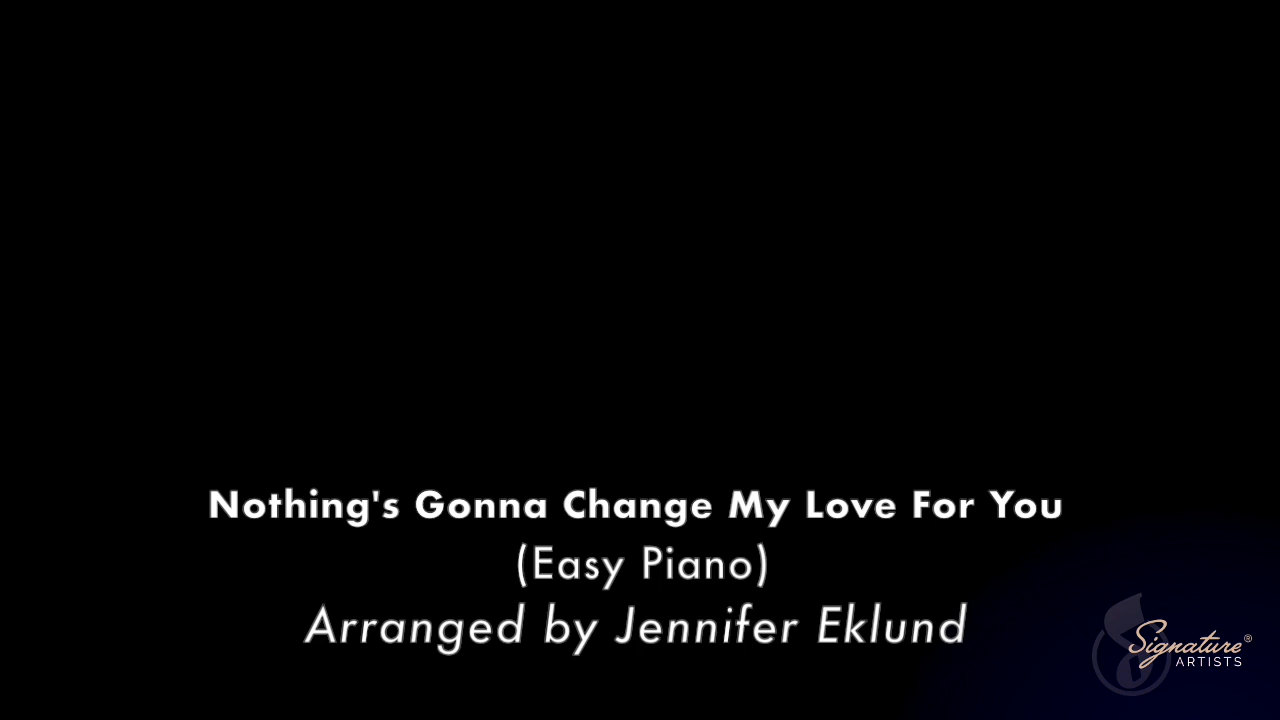 Nothing's Gonna Change My Love For You
(Easy Piano)
Arranged by Jennifer Eklund
Signature®
ARTISTS